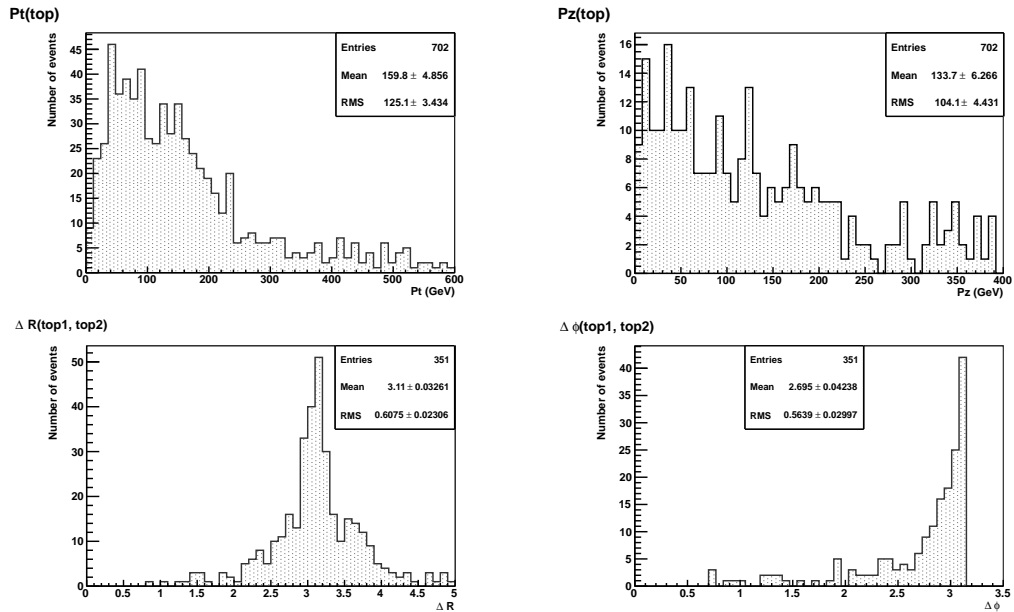 Pt(top)
Number of events
Entries 702
Mean 159.8 ± 4.856
RMS 125.1 ± 3.434
45
40
35
30
25
20
15
10
5
0
0 100 200 300 400 500 600
Pt (GeV)
Pz(top)
Number of events
Entries 702
Mean 133.7 ± 6.266
RMS 104.1 ± 4.431
16
14
12
10
8
6
4
2
0
0 50 100 150 200 250 300 350 400
Pz (GeV)
Δ R(top1, top2)
Number of events
Entries 351
Mean 3.11 ± 0.03261
RMS 0.6075 ± 0.02306
50
40
30
20
10
0
0 0.5 1 1.5 2 2.5 3 3.5 4 4.5 5
Δ R
Δ ϕ(top1, top2)
Number of events
Entries 351
Mean 2.695 ± 0.04238
RMS 0.5639 ± 0.02997
40
35
30
25
20
15
10
5
0
0 0.5 1 1.5 2 2.5 3 3.5
Δ ϕ